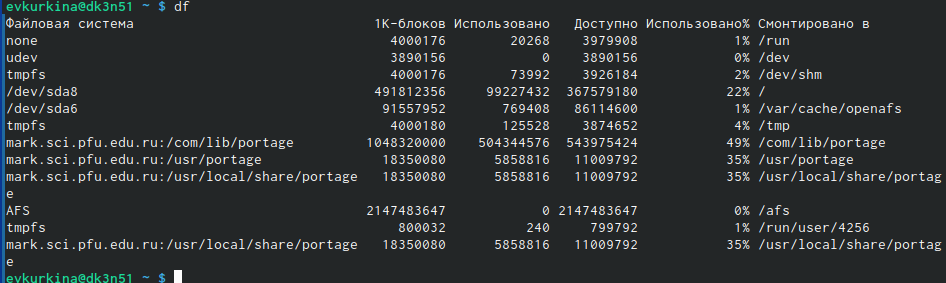 evkurkina@dk3n51 ~ $ df
Файловая система 1K-блоков Использовано Доступно Использовано% Смонтировано в
none 4000176 20268 3979908 1% /run
udev 3890156 0 3890156 0% /dev
tmpfs 4000176 73992 3926184 2% /dev/shm
/dev/sda8 491812356 99227432 367579180 22% /
/dev/sda6 91557952 769408 86114600 1% /var/cache/openafs
tmpfs 4000180 125528 3874652 4% /tmp
mark.sci.pfu.edu.ru:/com/lib/portage 1048320000 504344576 543975424 49% /com/lib/portage
mark.sci.pfu.edu.ru:/usr/portage 18350080 5858816 11009792 35% /usr/portage
mark.sci.pfu.edu.ru:/usr/local/share/portage 18350080 5858816 11009792 35% /usr/local/share/portag
e
AFS 2147483647 0 2147483647 0% /afs
tmpfs 800032 240 799792 1% /run/user/4256
mark.sci.pfu.edu.ru:/usr/local/share/portage 18350080 5858816 11009792 35% /usr/local/share/portag
e
evkurkina@dk3n51 ~ $